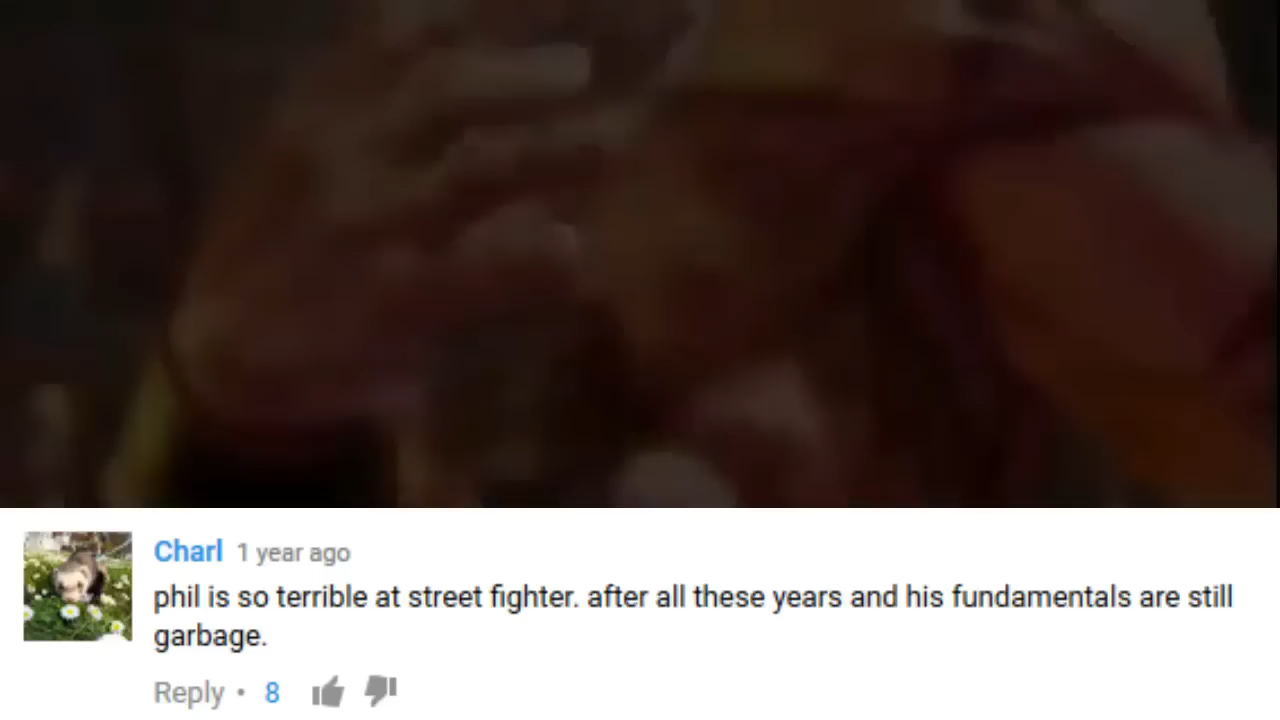 Charl 1 year ago
phil is so terrible at street fighter. after all these years and his fundamentals are still
garbage.
Reply • 8